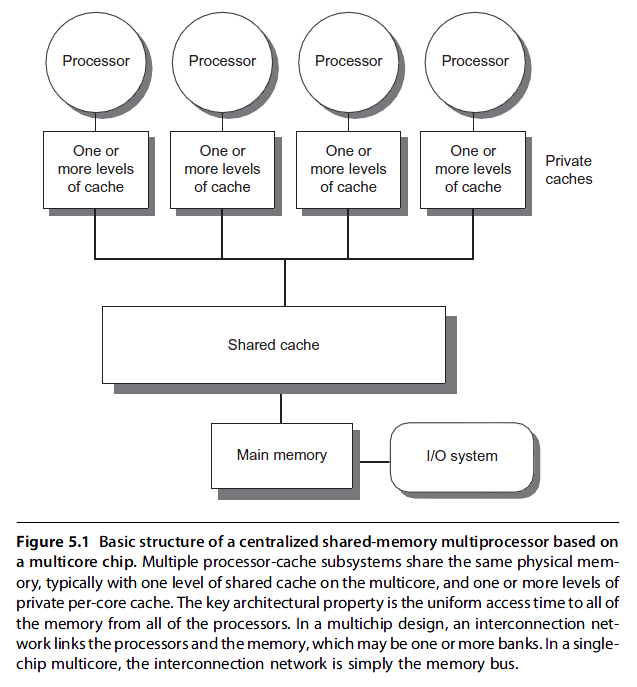 Processor Processor Processor Processor
One or One or One or One or
more levels more levels more levels more levels
of cache of cache of cache of cache
Private
caches
Shared cache
Main memory
I/O system
Figure 5.1 Basic structure of a centralized shared-memory multiprocessor based on
a multicore chip. Multiple processor-cache subsystems share the same physical mem-
ory, typically with one level of shared cache on the multicore, and one or more levels of
private per-core cache. The key architectural property is the uniform access time to all of
the memory from all of the processors. In a multichip design, an interconnection net-
work links the processors and the memory, which may be one or more banks. In a single-
chip multicore, the interconnection network is simply the memory bus.